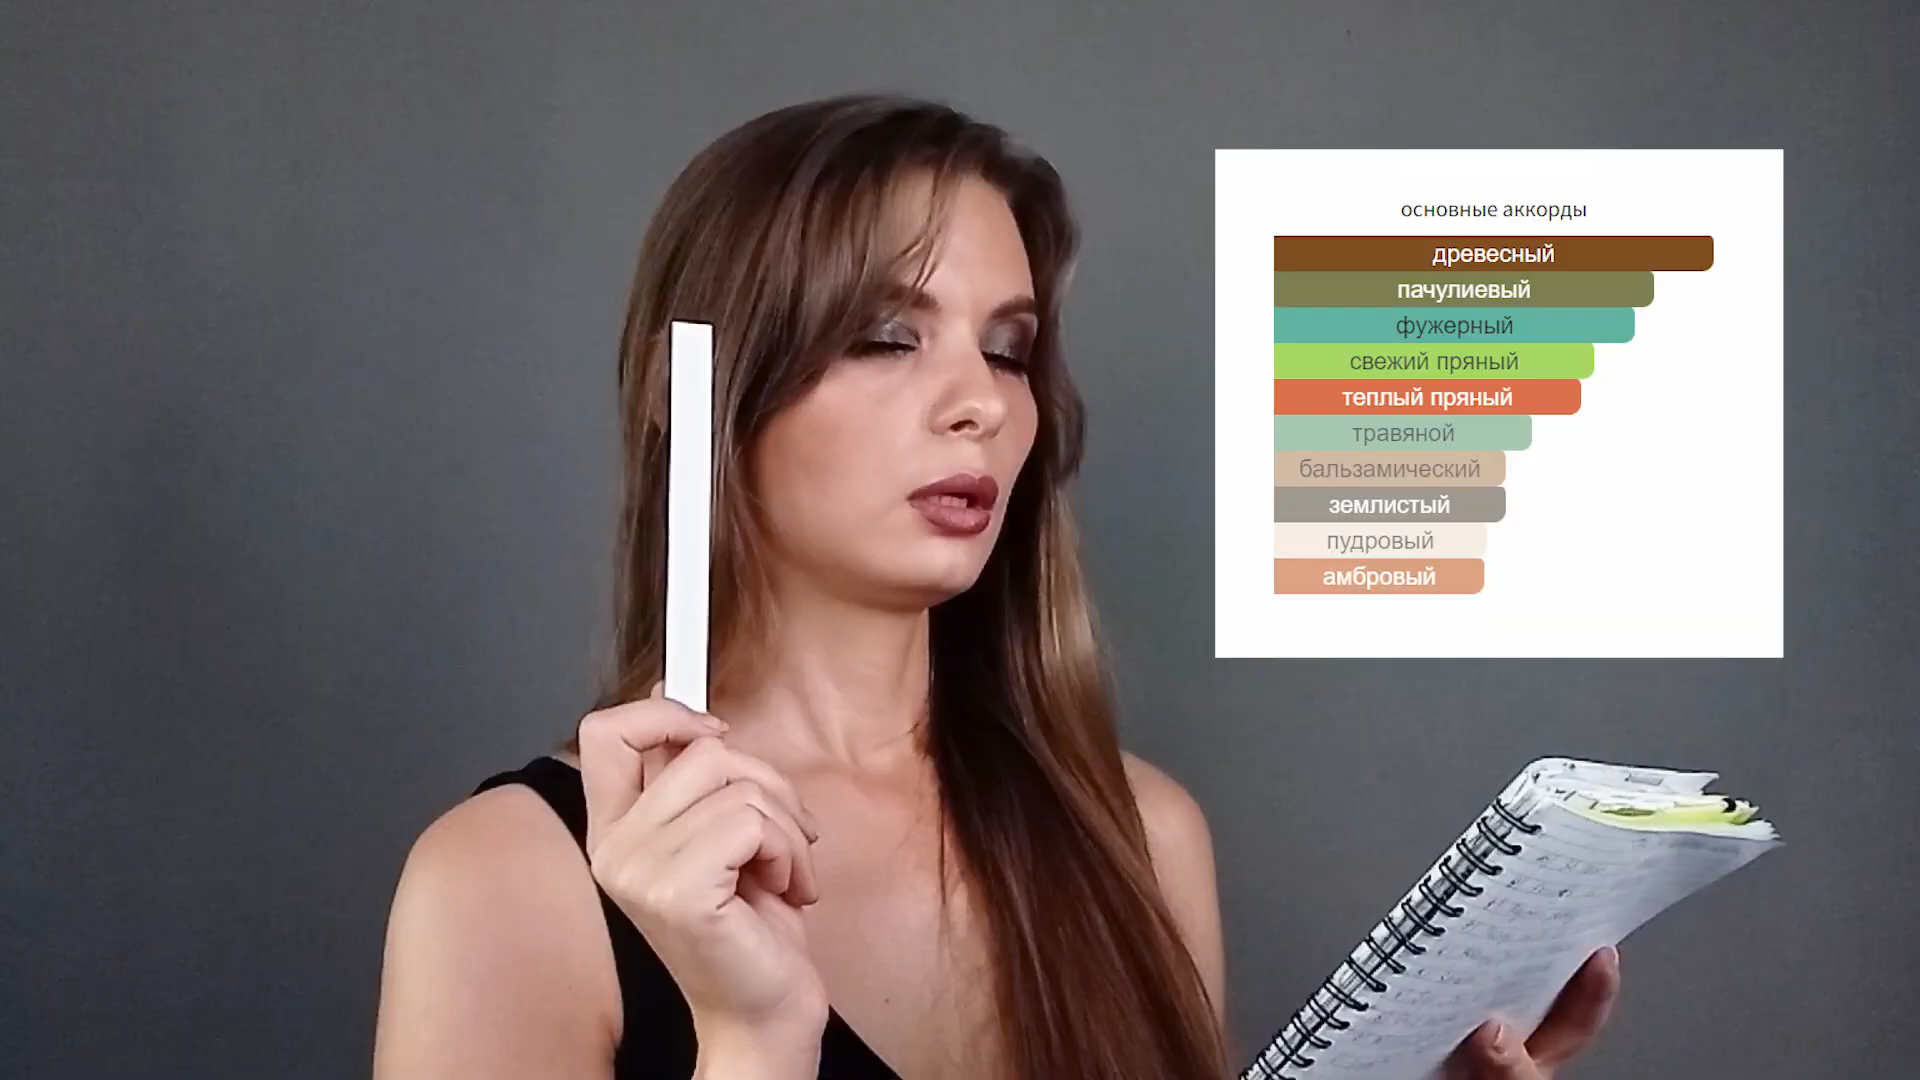 основные аккорды
древесный
пачулиевый
фужерный
свежий пряный
теплый пряный
травяной
бальзамический
землистый
пудровый
амбровый